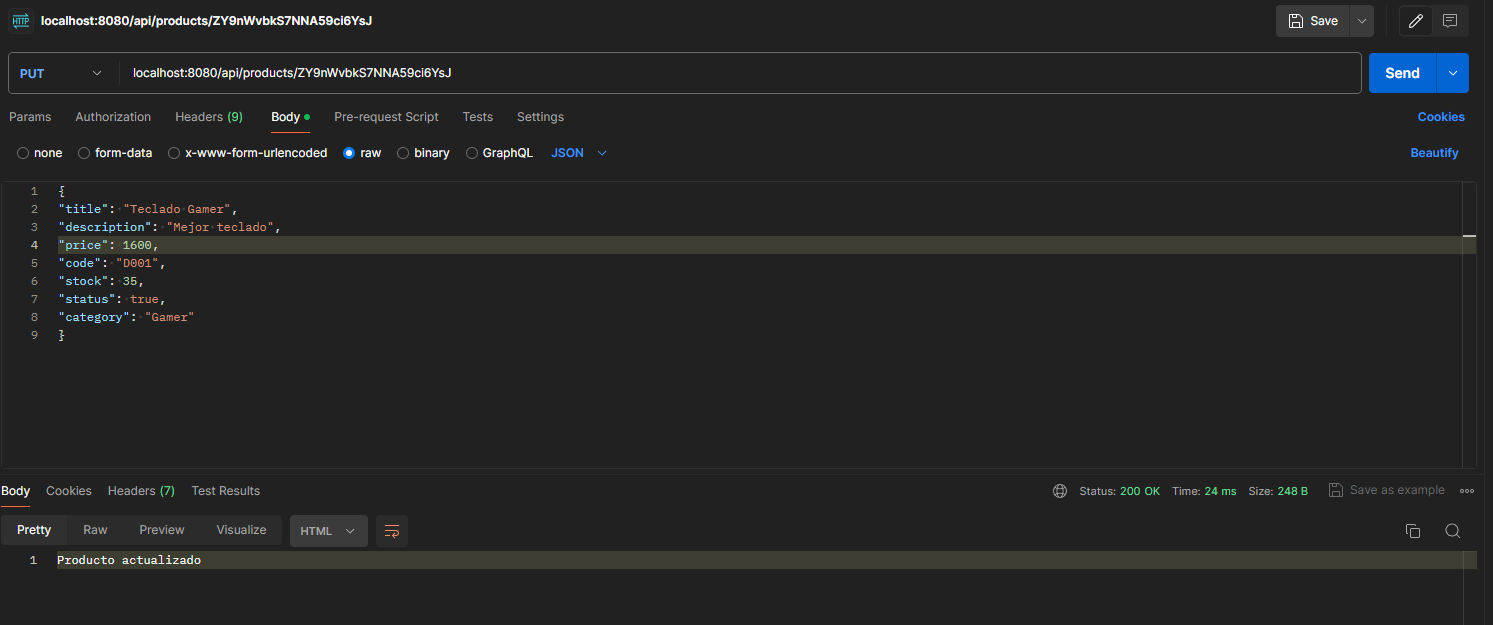 HTTP localhost:8080/api/products/ZY9nWvbkS7NNA59ci6YsJ Save
PUT localhost:8080/api/products/ZY9nWvbkS7NNA59ci6YsJ Send
Params Authorization Headers (9) Body Pre-request Script Tests Settings Cookies
none form-data x-www-form-urlencoded raw binary GraphQL JSON Beautify
1 {
2 "title": "Teclado Gamer",
3 "description": "Mejor teclado",
4 "price": 1600,
5 "code": "D001",
6 "stock": 35,
7 "status": true,
8 "category": "Gamer"
9 }
Body Cookies Headers (7) Test Results Status: 200 OK Time: 24 ms Size: 248 B Save as example
Pretty Raw Preview Visualize HTML
1 Producto actualizado